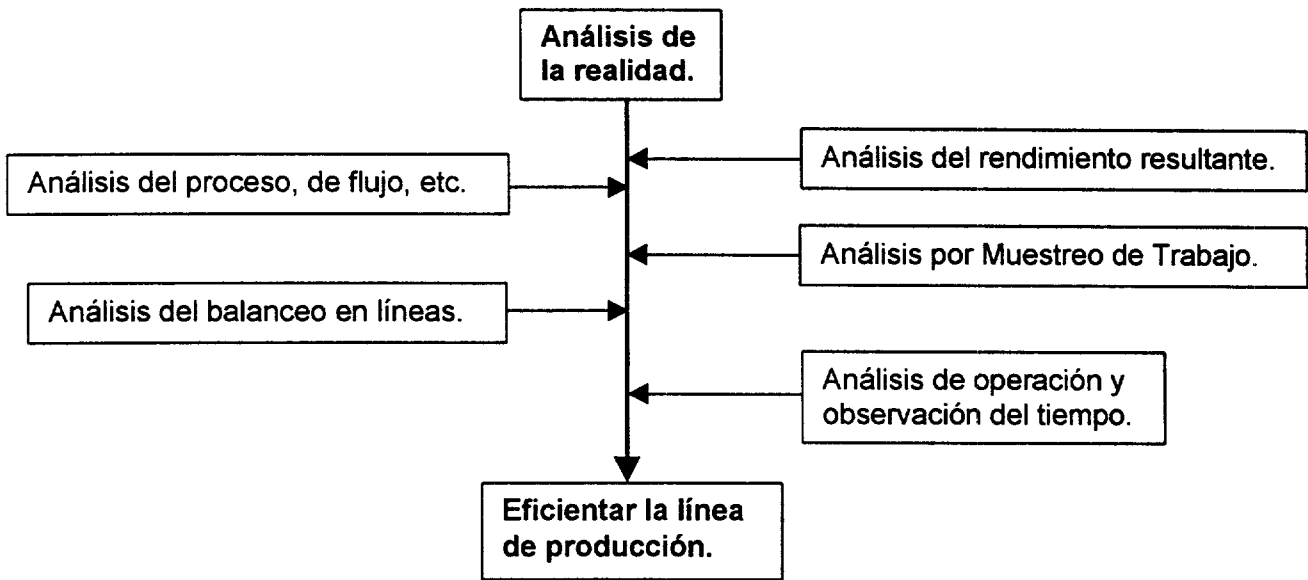 Análisis de
la realidad.
Análisis del rendimiento resultante.
Análisis del proceso, de flujo, etc.
Análisis por Muestreo de Trabajo.
Análisis del balanceo en líneas.
Análisis de operación y
observación del tiempo.
Eficientar la línea
de producción.